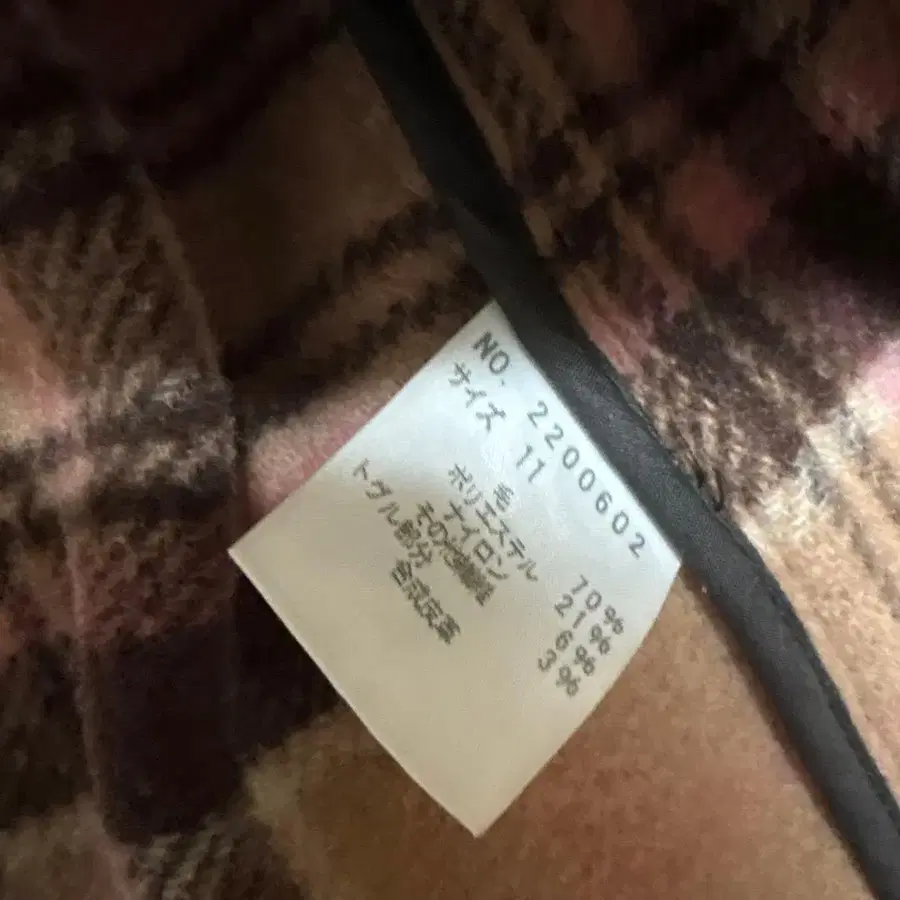 NO. 2200602
サイズ 11
毛 70%
ポリエステル 21%
ナイロン 6%
その他繊維 3%
トグル部分 合成皮革